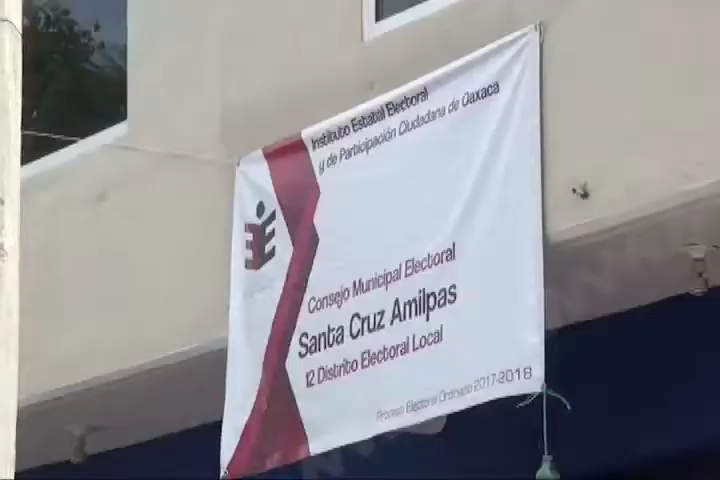 Instituto Estatal Electoral
y de Participación Ciudadana de Oaxaca
Consejo Municipal Electoral
Santa Cruz Amilpas
12 Distrito Electoral Local
Proceso Electoral Ordinario 2017-2018